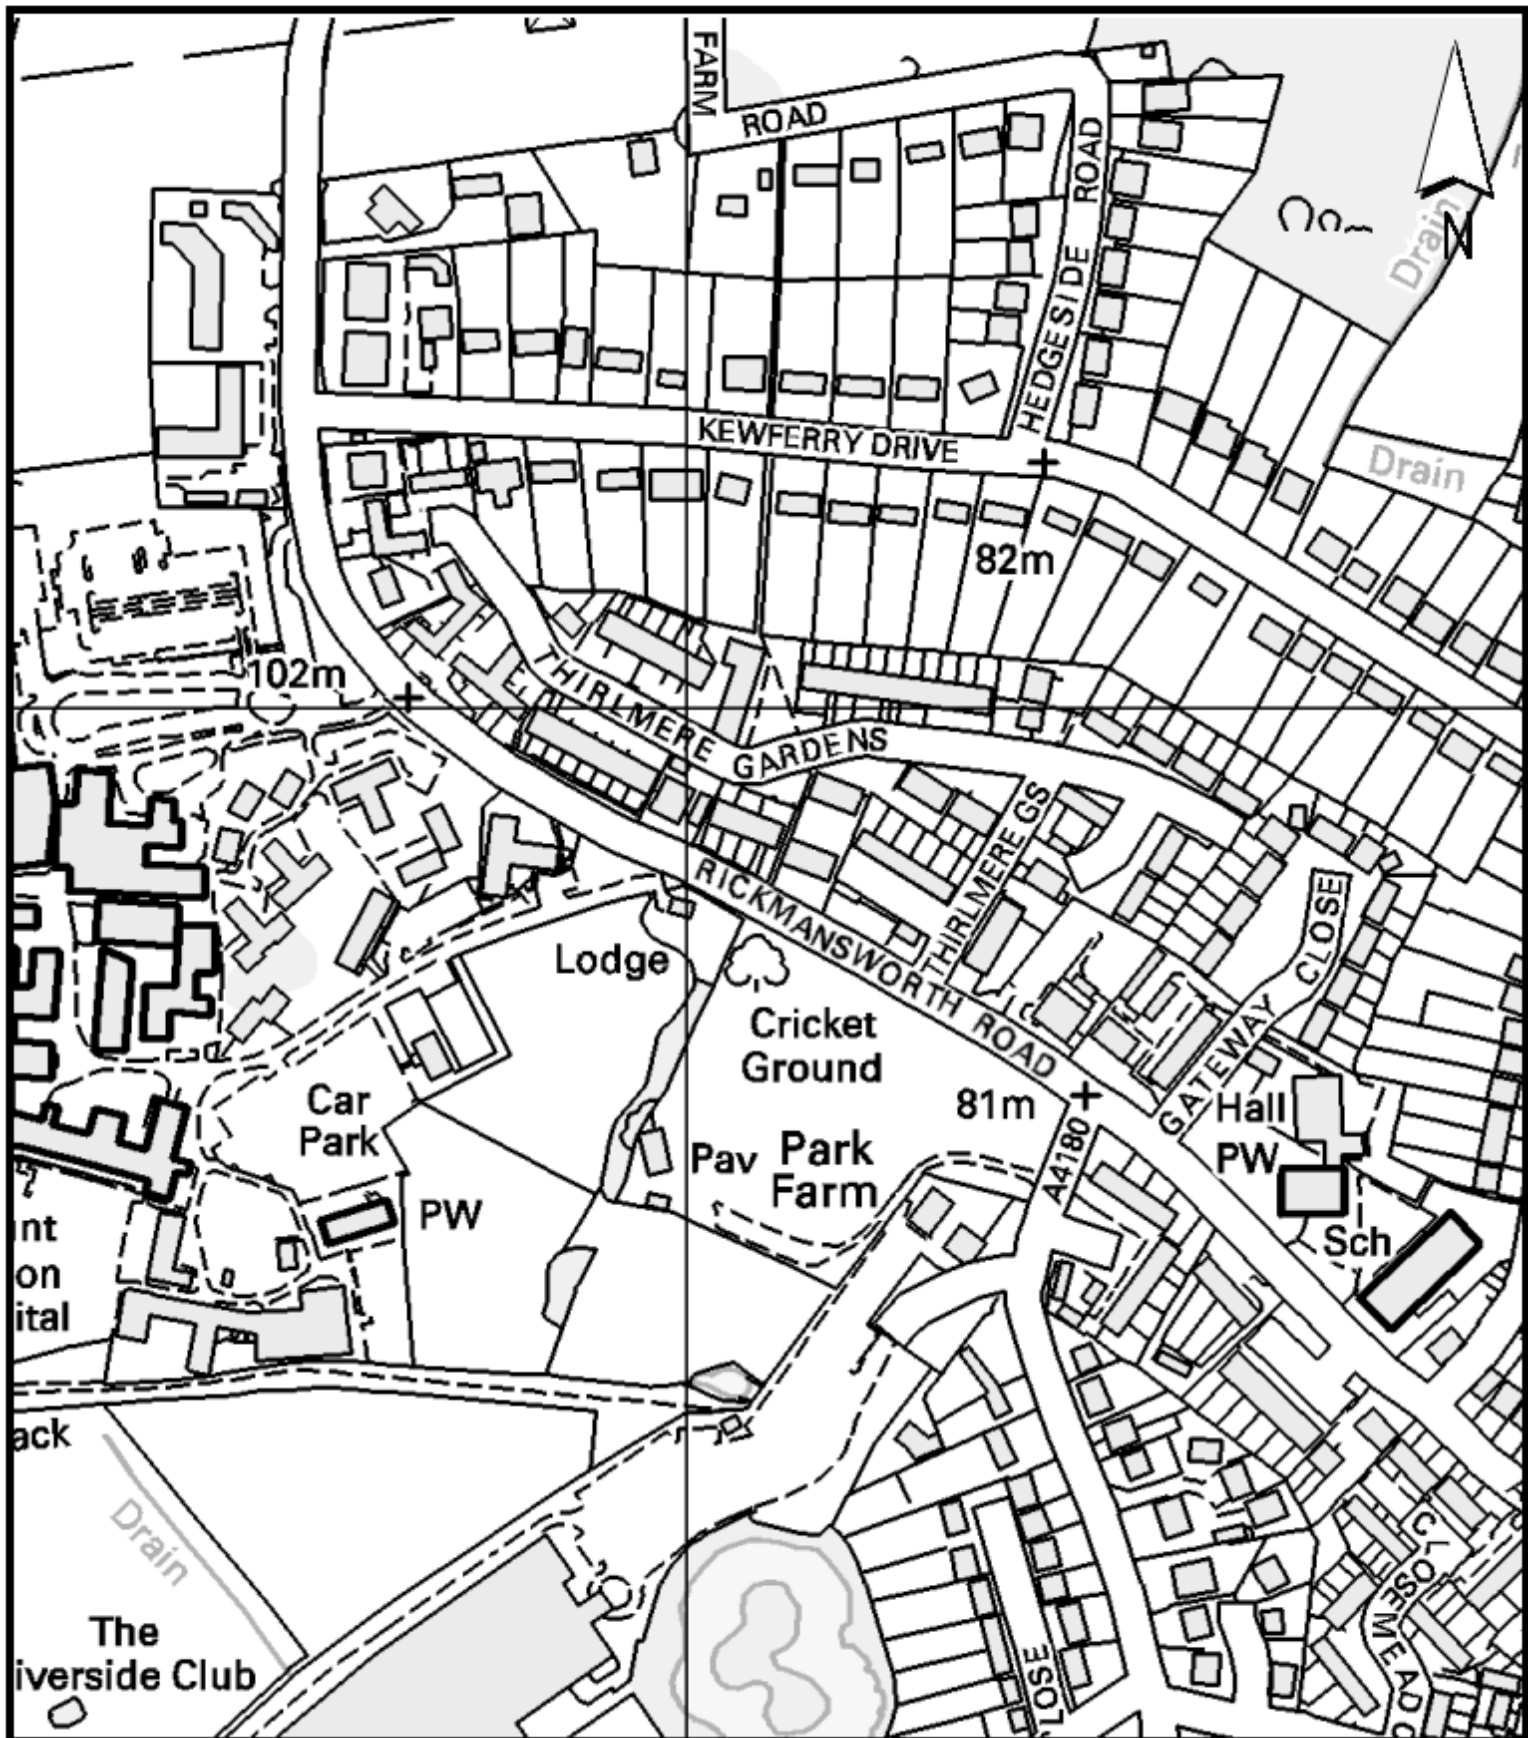 FARM
ROAD
HEDGESIDE ROAD
N
Drain
KEWFERRY DRIVE
Drain
82m
102m
THIRLMERE GARDENS
THIRLMERE GS
RICKMANSWORTH ROAD
CLOSE
GATEWAY
Lodge
Cricket
Ground
Car
Park
81m
Hall
PW
Pav
Park
Farm
A4180
PW
Sch
int
on
ital
ack
Drain
The
iverside Club
LOSE
CLOSE
MEADO